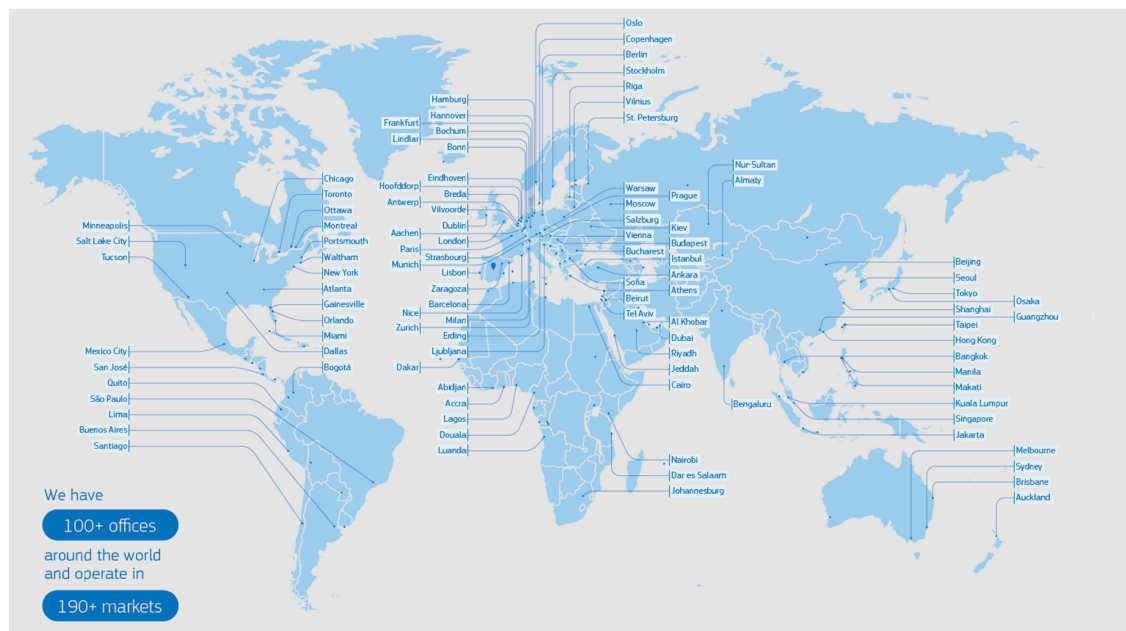 Oslo
Copenhagen
Berlin
Stockholm
Riga
Vilnius
St. Petersburg
Hamburg
Hannover
Frankfurt
Bochum
Lindlar
Bonn
Eindhoven
Hoofddorp
Breda
Antwerp
Vilvoorde
Dublin
Aachen
London
Paris
Strasbourg
Munich
Lisbon
Zaragoza
Barcelona
Nice
Milan
Zurich
Erding
Ljubljana
Dakar
Abidjan
Accra
Lagos
Douala
Luanda
Chicago
Toronto
Ottawa
Montreal
Portsmouth
Waltham
New York
Atlanta
Gainesville
Orlando
Miami
Dallas
Bogotá
Minneapolis
Salt Lake City
Tucson
Mexico City
San José
Quito
São Paulo
Lima
Buenos Aires
Santiago
Nur-Sultan
Almaty
Warsaw
Prague
Moscow
Salzburg
Kiev
Vienna
Budapest
Bucharest
Istanbul
Ankara
Sofia
Athens
Beirut
Tel Aviv
Al Khobar
Dubai
Riyadh
Jeddah
Cairo
Bengaluru
Nairobi
Dar es Salaam
Johannesburg
Beijing
Seoul
Tokyo
Osaka
Shanghai
Guangzhou
Taipei
Hong Kong
Bangkok
Manila
Makati
Kuala Lumpur
Singapore
Jakarta
Melbourne
Sydney
Brisbane
Auckland
We have
100+ offices
around the world
and operate in
190+ markets